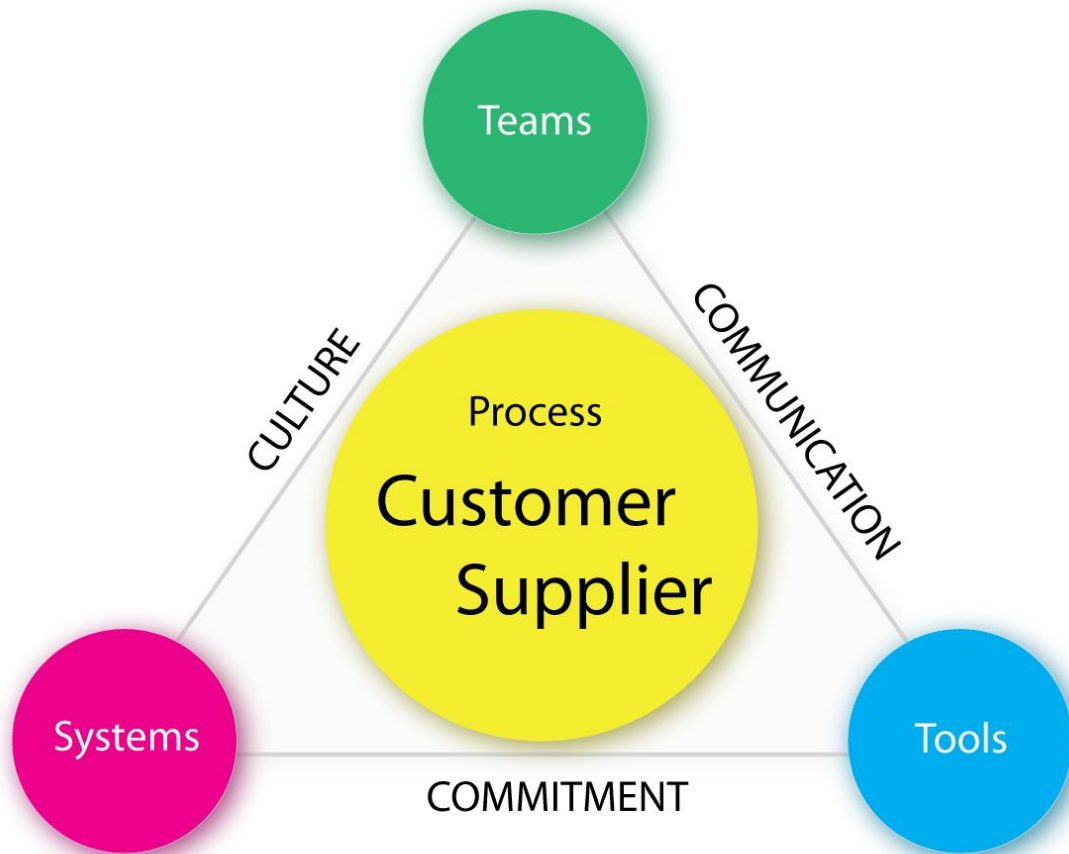 Teams
CULTURE
COMMUNICATION
Process
Customer
Supplier
Systems
Tools
COMMITMENT